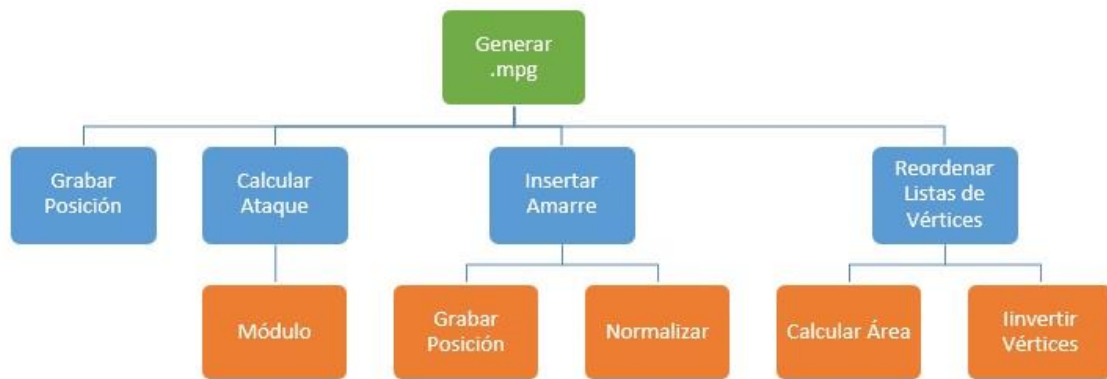 Generar
.mpg
Grabar
Posición
Calcular
Ataque
Insertar
Amarre
Reordenar
Listas de
Vértices
Módulo
Grabar
Posición
Normalizar
Calcular Área
Iinvertir
Vértices